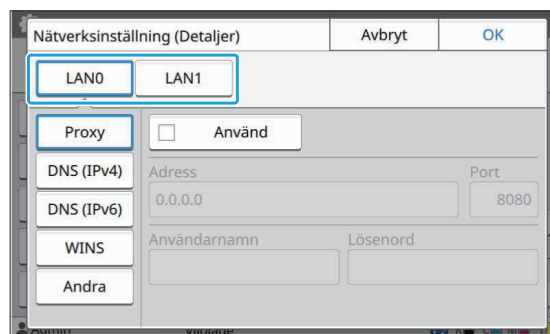 Nätverksinställning (Detaljer) Avbryt OK
LAN0 LAN1
Proxy Använd
DNS (IPv4) Adress Port
0.0.0.0 8080
DNS (IPv6)
WINS Användarnamn Lösenord
Andra